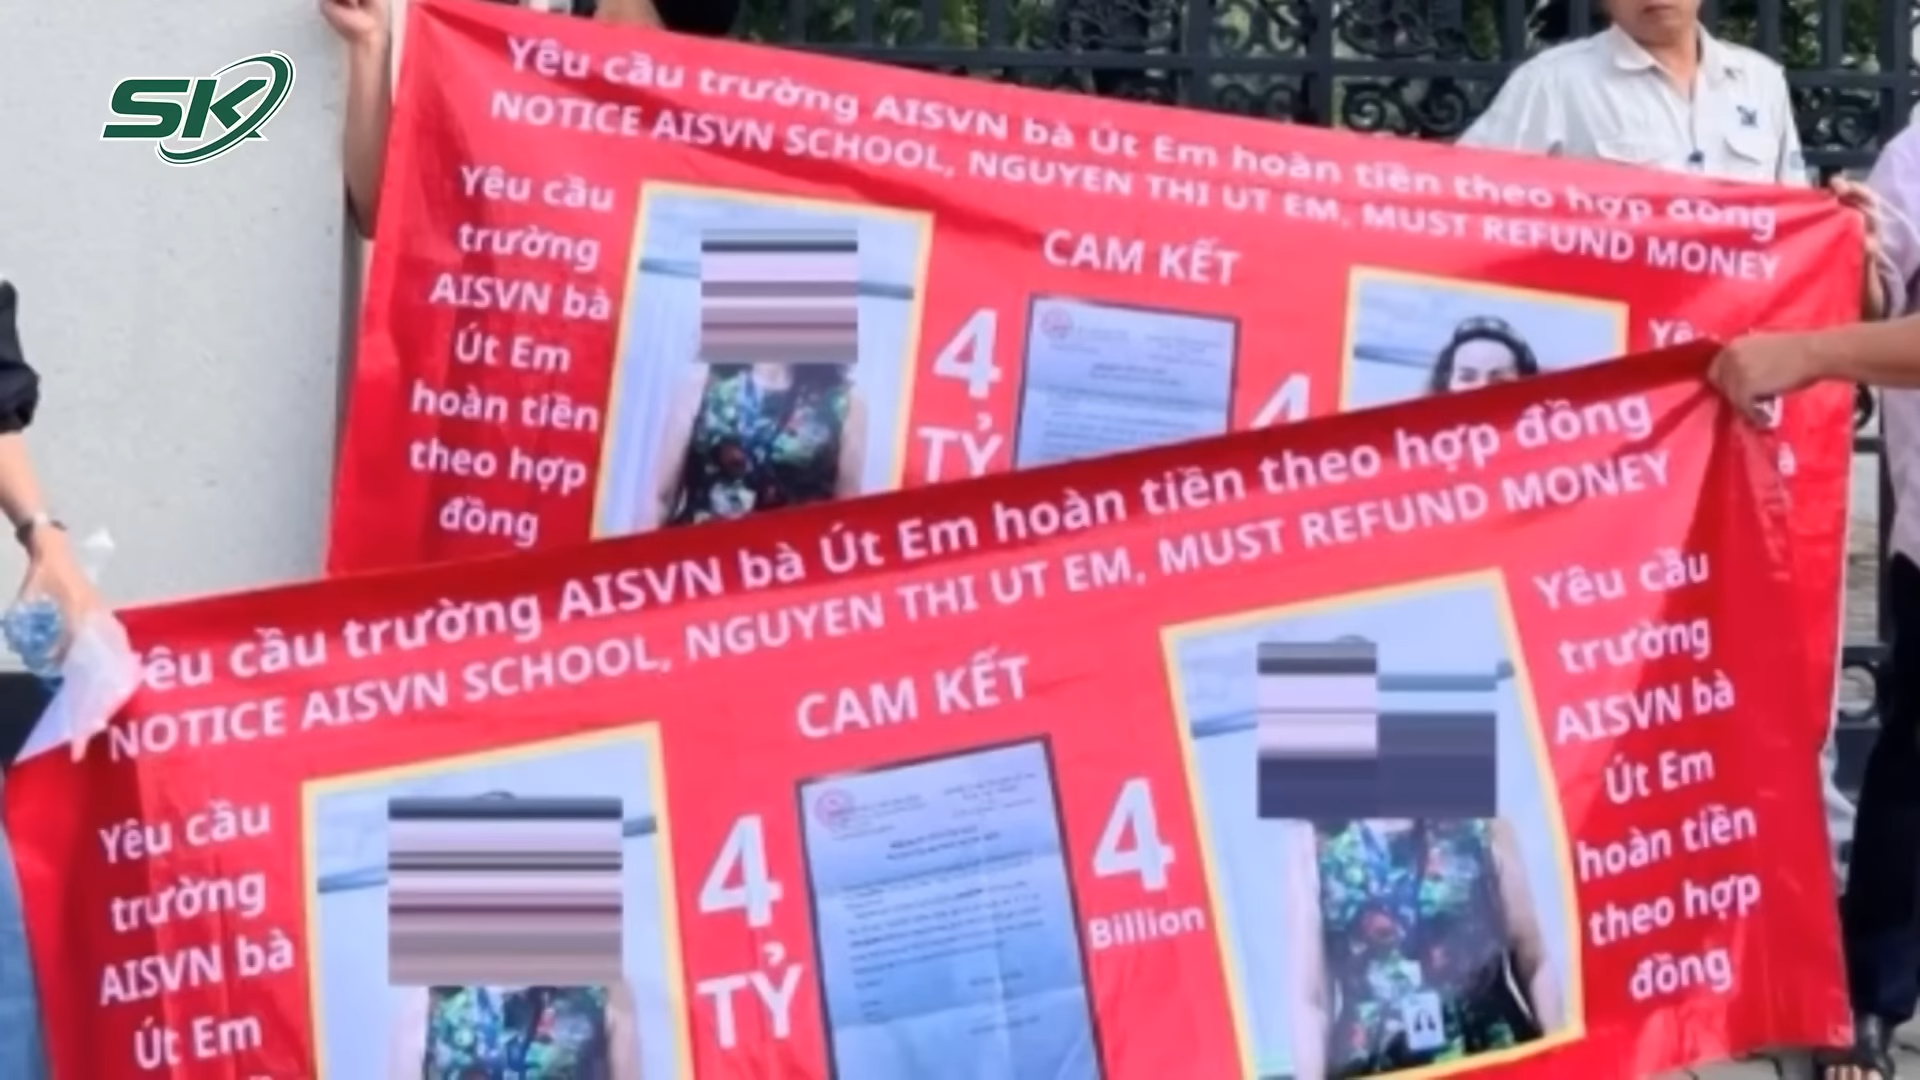 SK
Yêu cầu trường AISVN bà Út Em hoàn tiền theo hợp đồng
NOTICE AISVN SCHOOL, NGUYEN THI UT EM, MUST REFUND MONEY
Yêu cầu
trường
AISVN bà
Út Em
hoàn tiền
theo hợp
đồng
4
TỶ
CAM KẾT
4
Yêu cầu trường AISVN bà Út Em hoàn tiền theo hợp đồng
NOTICE AISVN SCHOOL, NGUYEN THI UT EM, MUST REFUND MONEY
Yêu cầu
trường
AISVN bà
Út Em
4
TỶ
CAM KẾT
4
Billion
Yêu cầu
trường
AISVN bà
Út Em
hoàn tiền
theo hợp
đồng